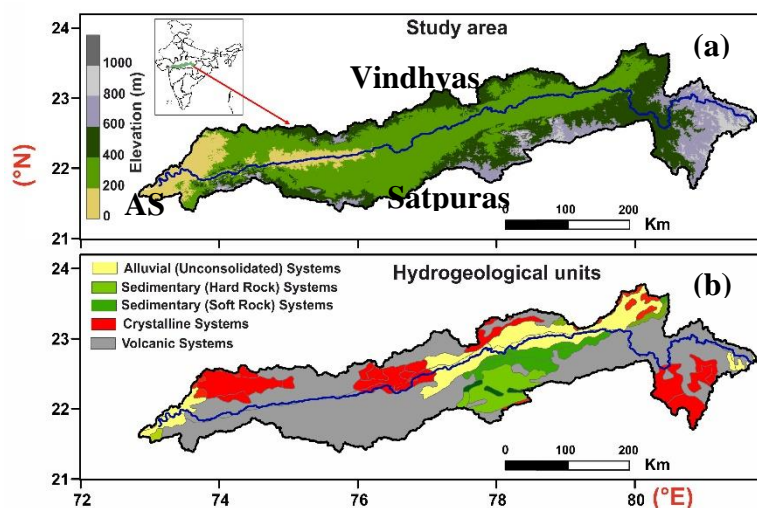 24
Study area
(a)
1000
800
600
400
200
0
Elevation (m)
Vindhyas
23
(°N)
22
AS
Satpuras
0 100 200
Km
21
24
Alluvial (Unconsolidated) Systems
Hydrogeological units
(b)
Sedimentary (Hard Rock) Systems
Sedimentary (Soft Rock) Systems
Crystalline Systems
Volcanic Systems
23
22
0 100 200
Km
21
72 74 76 78 80 (°E)